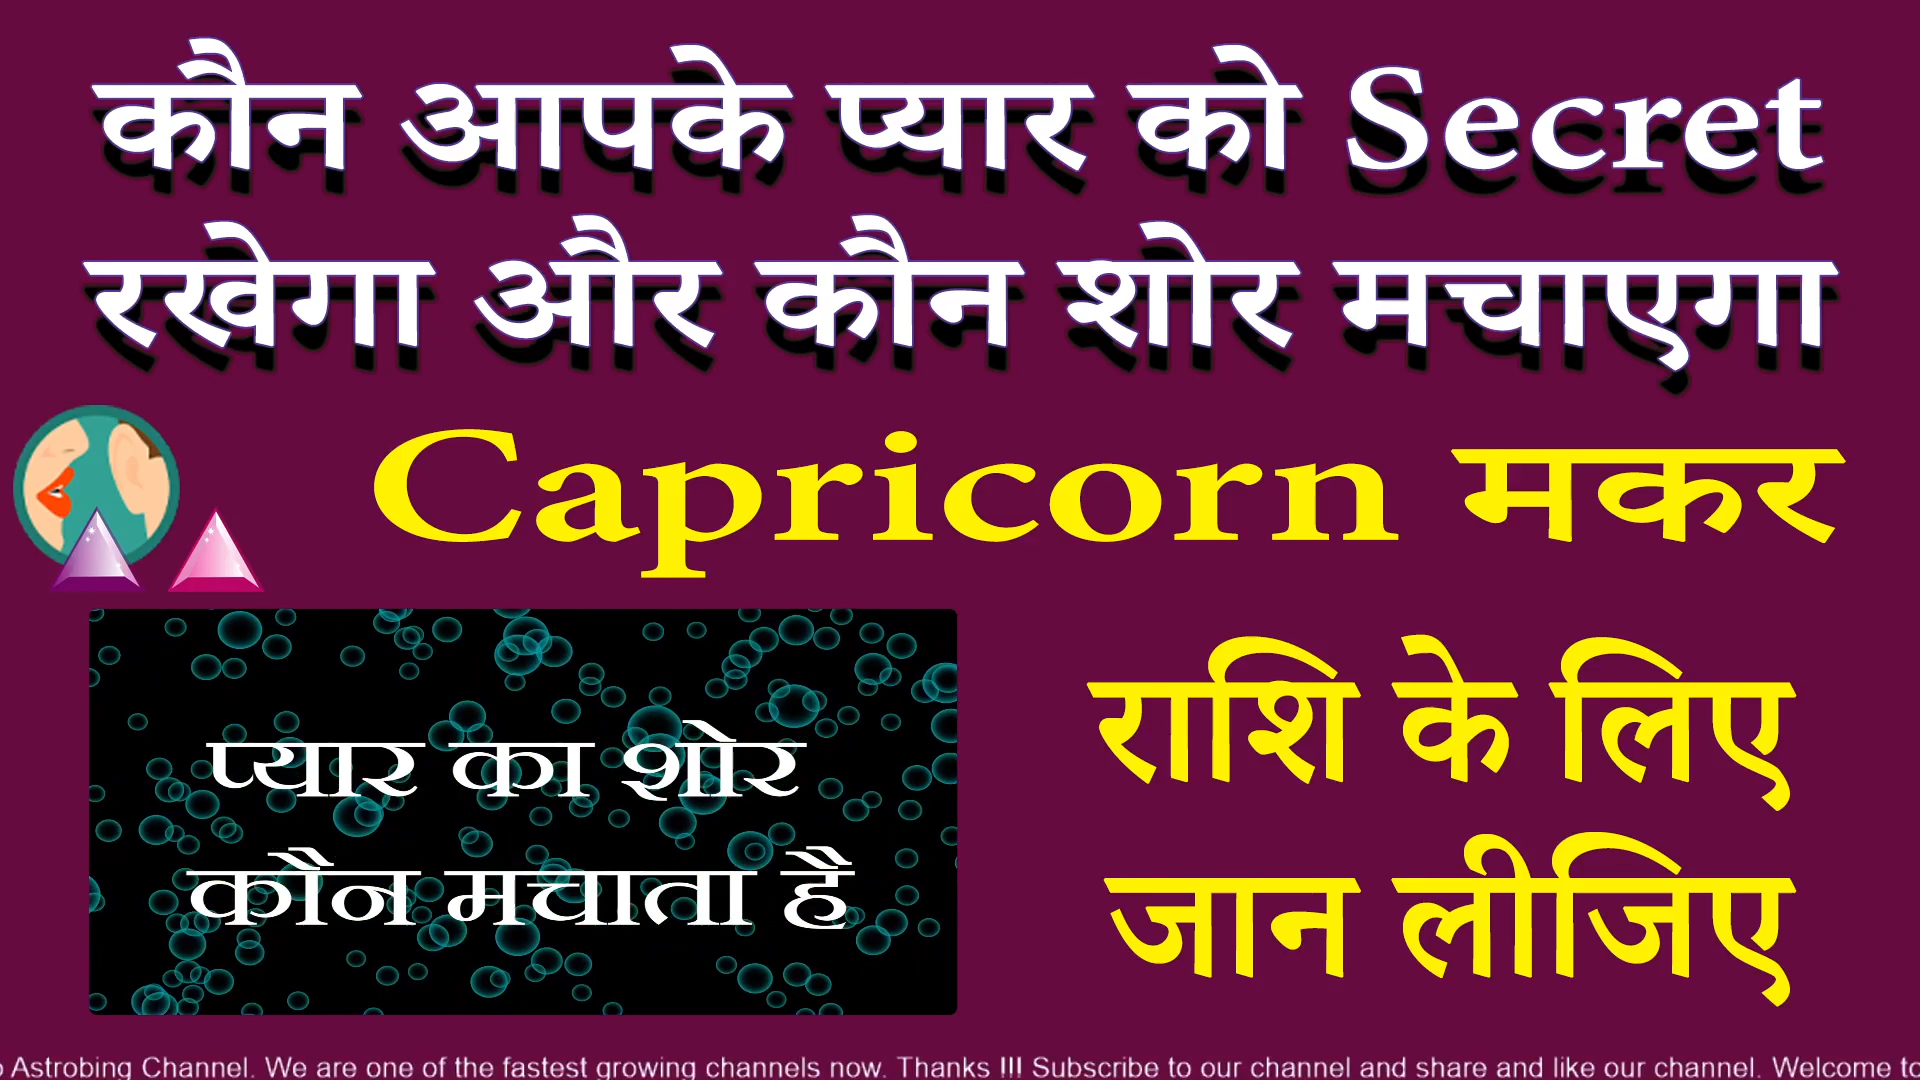 कौन आपके प्यार को Secret
रखेगा और कौन शोर मचाएगा
Capricorn मकर
राशि के लिए
जान लीजिए
प्यार का शोर
कौन मचाता है
o Astrobing Channel. We are one of the fastest growing channels now. Thanks !!! Subscribe to our channel and share and like our channel. Welcome to